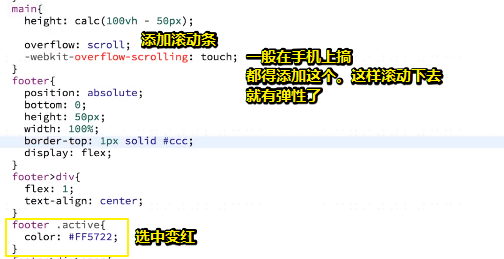 main{
height: calc(100vh - 50px);
overflow: scroll; 添加滚动条
-webkit-overflow-scrolling: touch; 一般在手机上搞
都得添加这个。这样滚动下去
就有弹性了
}
footer{
position: absolute;
bottom: 0;
height: 50px;
width: 100%;
border-top: 1px solid #ccc;
display: flex;
}
footer>div{
flex: 1;
text-align: center;
}
footer .active{
color: #FF5722; 选中变红
}